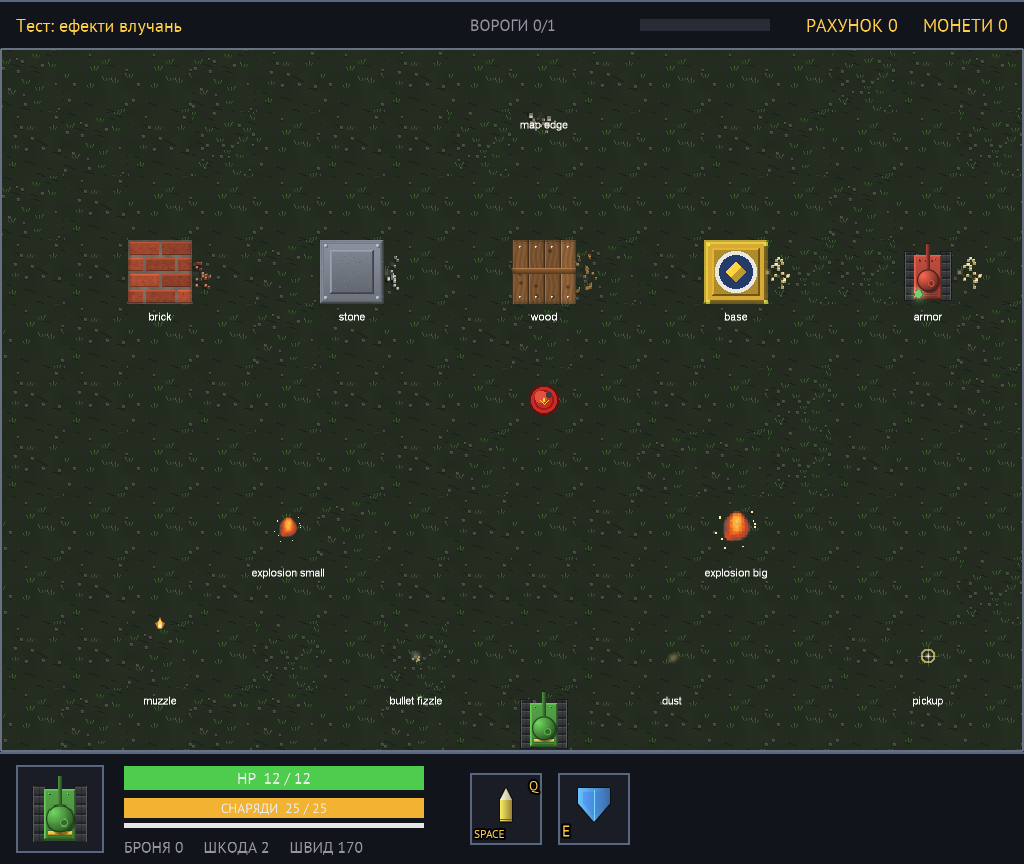 Тест: ефекти влучань
ВОРОГИ 0/1
РАХУНОК 0
МОНЕТИ 0
map edge
brick
stone
wood
base
armor
explosion small
explosion big
muzzle
bullet fizzle
dust
pickup
HP 12 / 12
СНАРЯДИ 25 / 25
БРОНЯ 0
ШКОДА 2
ШВИД 170
Q
SPACE
E